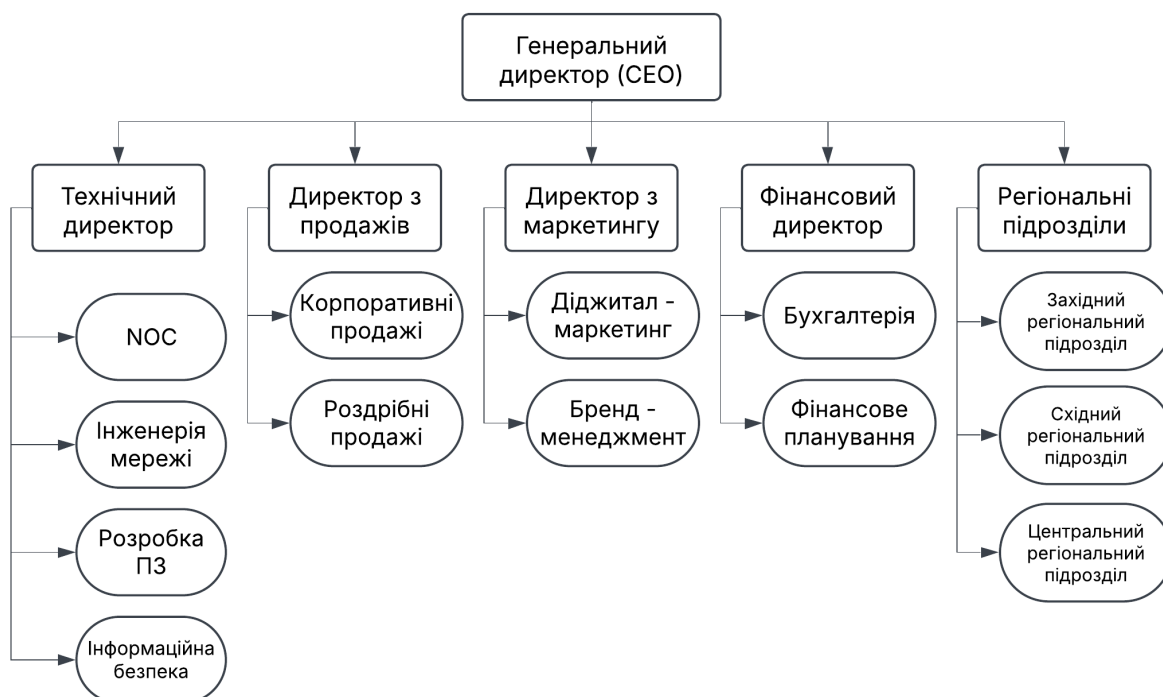 Генеральний
директор (CEO)
Технічний
директор
Директор з
продажів
Директор з
маркетингу
Фінансовий
директор
Регіональні
підрозділи
NOC
Інженерія
мережі
Розробка
ПЗ
Інформаційна
безпека
Корпоративні
продажі
Роздрібні
продажі
Діджитал -
маркетинг
Бренд -
менеджмент
Бухгалтерія
Фінансове
планування
Західний
регіональний
підрозділ
Східний
регіональний
підрозділ
Центральний
регіональний
підрозділ